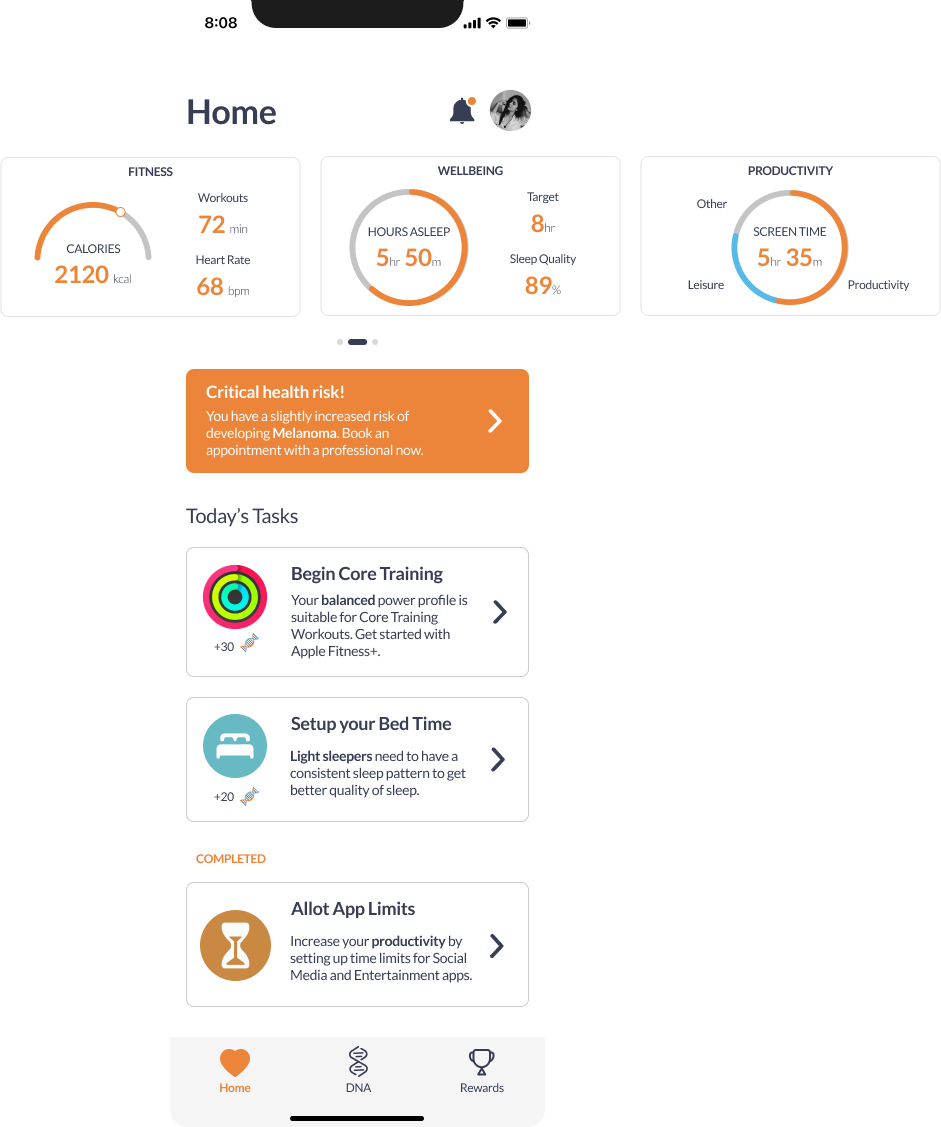 8:08
Home
FITNESS
CALORIES
2120 kcal
Workouts
72 min
Heart Rate
68 bpm
WELLBEING
HOURS ASLEEP
5hr 50m
Target
8hr
Sleep Quality
89%
PRODUCTIVITY
Other
SCREEN TIME
5hr 35m
Leisure
Productivity
Critical health risk!
You have a slightly increased risk of
developing Melanoma. Book an
appointment with a professional now.
Today’s Tasks
Begin Core Training
Your balanced power profile is
suitable for Core Training
Workouts. Get started with
Apple Fitness+.
+30
Setup your Bed Time
Light sleepers need to have a
consistent sleep pattern to get
better quality of sleep.
+20
COMPLETED
Allot App Limits
Increase your productivity by
setting up time limits for Social
Media and Entertainment apps.
Home
DNA
Rewards